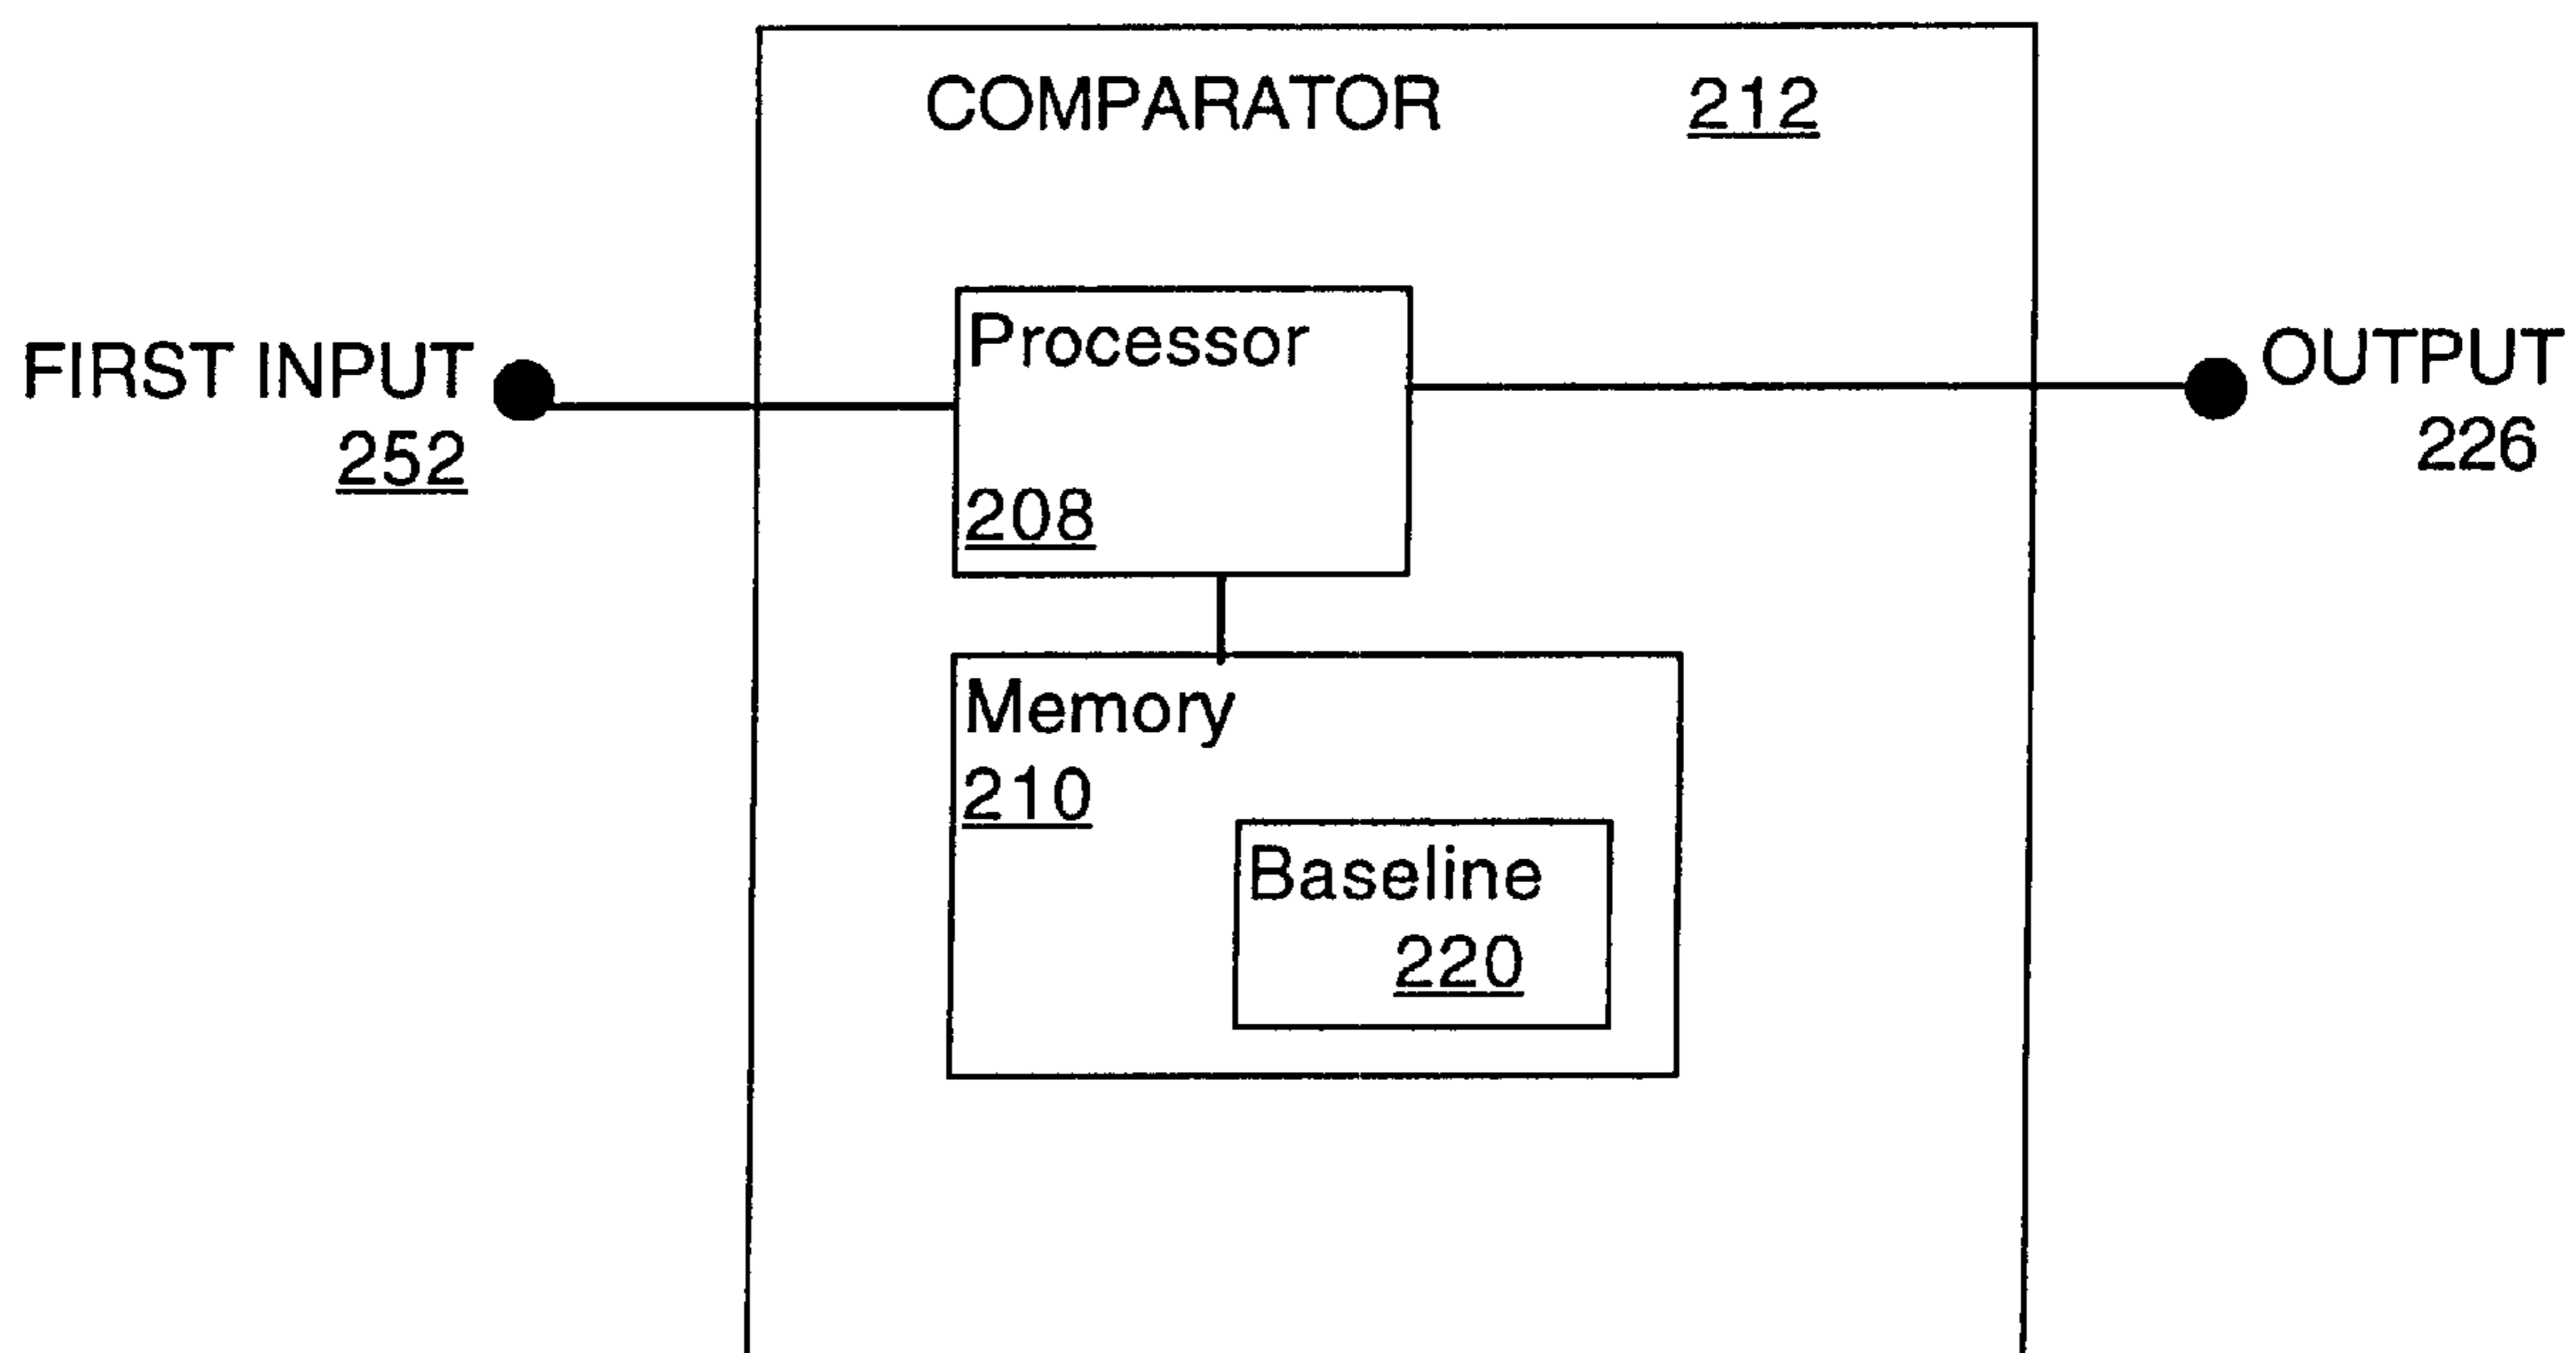 COMPARATOR 212
FIRST INPUT
252
Processor
208
OUTPUT
226
Memory
210
Baseline
220